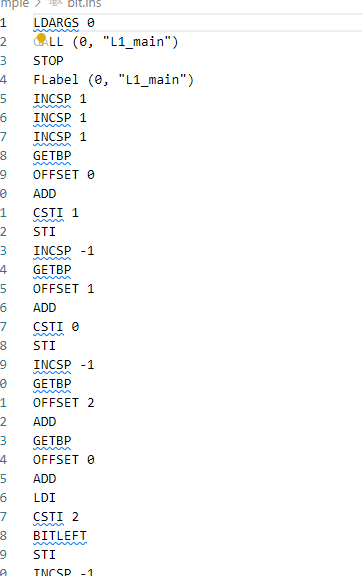 mple > bit.ins
1 LDARGS 0
2 CALL (0, "L1_main")
3 STOP
4 FLabel (0, "L1_main")
5 INCSP 1
6 INCSP 1
7 INCSP 1
8 GETBP
9 OFFSET 0
0 ADD
1 CSTI 1
2 STI
3 INCSP -1
4 GETBP
5 OFFSET 1
6 ADD
7 CSTI 0
8 STI
9 INCSP -1
0 GETBP
1 OFFSET 2
2 ADD
3 GETBP
4 OFFSET 0
5 ADD
6 LDI
7 CSTI 2
8 BITLEFT
9 STI
0 INCSP -1